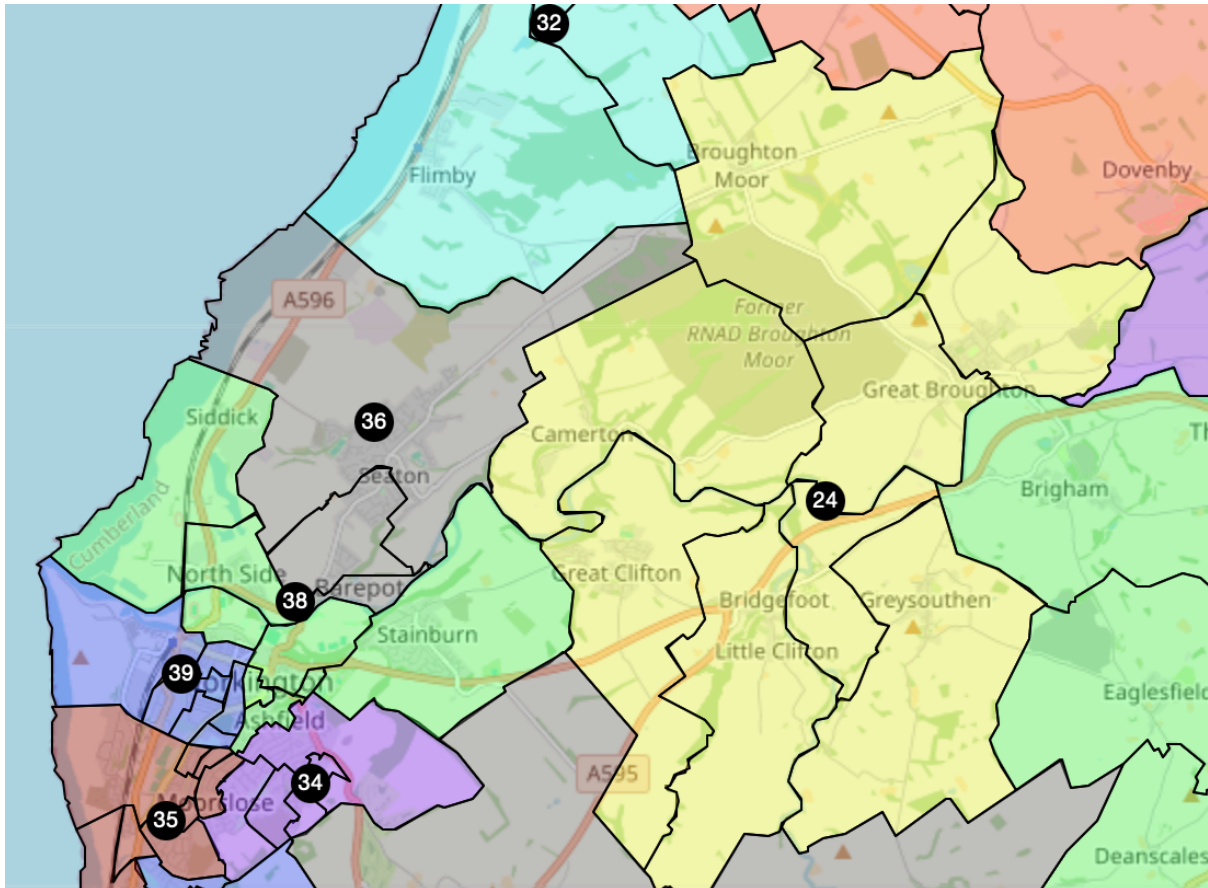 32
Broughton
Moor
Dovenby
Flimby
A596
Former
RNAD Broughton
Moor
Great Broughton
Siddick
36
Camerton
Seaton
Th
24
Brigham
Cumberland
North Side
Barepot
38
Great Clifton
Bridgefoot
Greysouthen
Stainburn
Little Clifton
39
orkington
Eaglesfield
Ashfield
34
A595
Moorclose
35
Deanscales